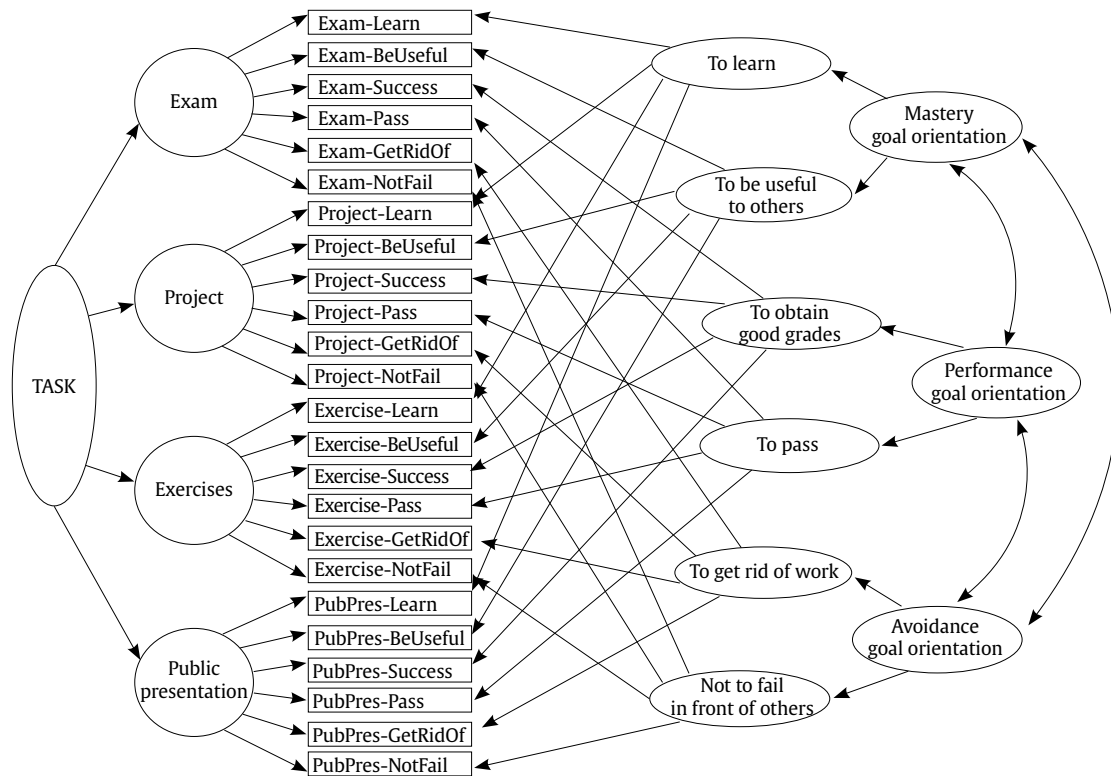 TASK
Exam
Project
Exercises
Public
presentation
Exam-Learn
Exam-BeUseful
Exam-Success
Exam-Pass
Exam-GetRidOf
Exam-NotFail
Project-Learn
Project-BeUseful
Project-Success
Project-Pass
Project-GetRidOf
Project-NotFail
Exercise-Learn
Exercise-BeUseful
Exercise-Success
Exercise-Pass
Exercise-GetRidOf
Exercise-NotFail
PubPres-Learn
PubPres-BeUseful
PubPres-Success
PubPres-Pass
PubPres-GetRidOf
PubPres-NotFail
To learn
To be useful
to others
To obtain
good grades
To pass
To get rid of work
Not to fail
in front of others
Mastery
goal orientation
Performance
goal orientation
Avoidance
goal orientation